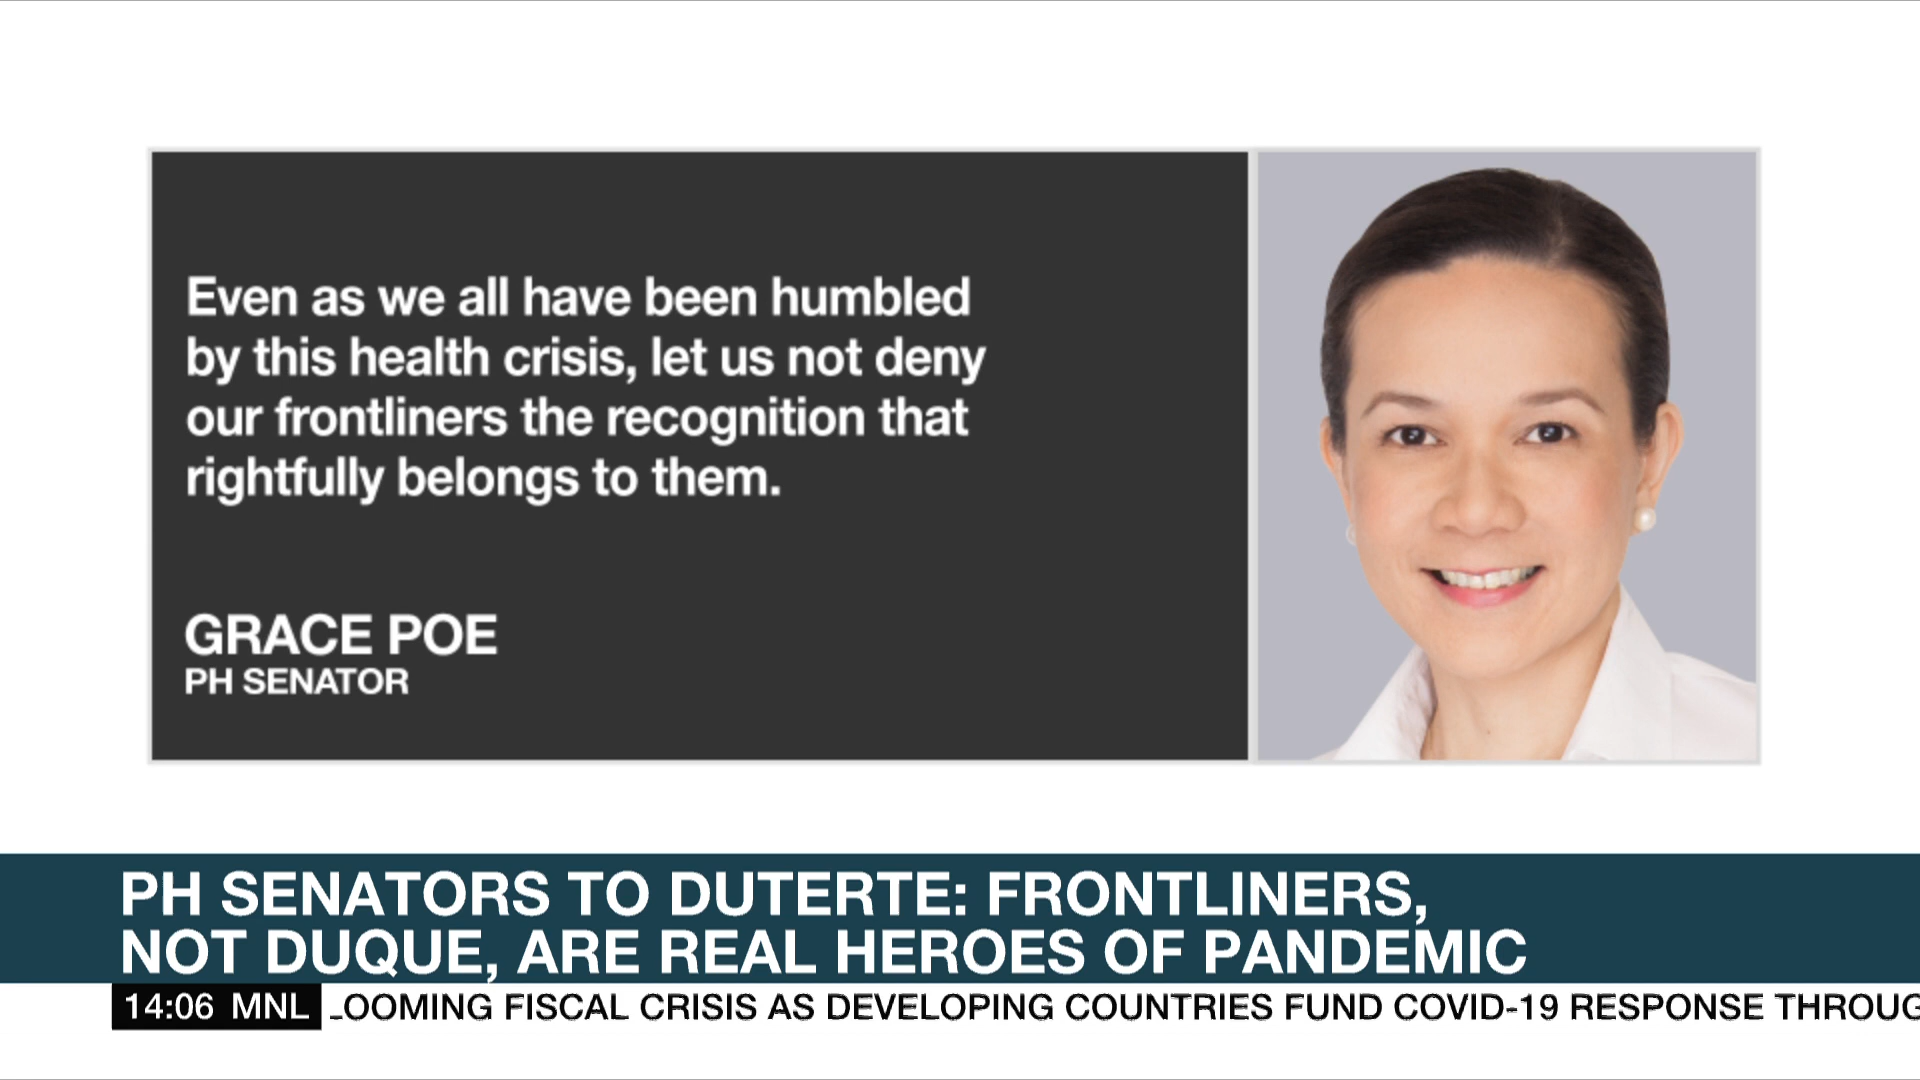 Even as we all have been humbled
by this health crisis, let us not deny
our frontliners the recognition that
rightfully belongs to them.
GRACE POE
PH SENATOR
PH SENATORS TO DUTERTE: FRONTLINERS,
NOT DUQUE, ARE REAL HEROES OF PANDEMIC
14:06 MNL
FISCAL CRISIS AS DEVELOPING COUNTRIES FUND COVID-19 RESPONSE